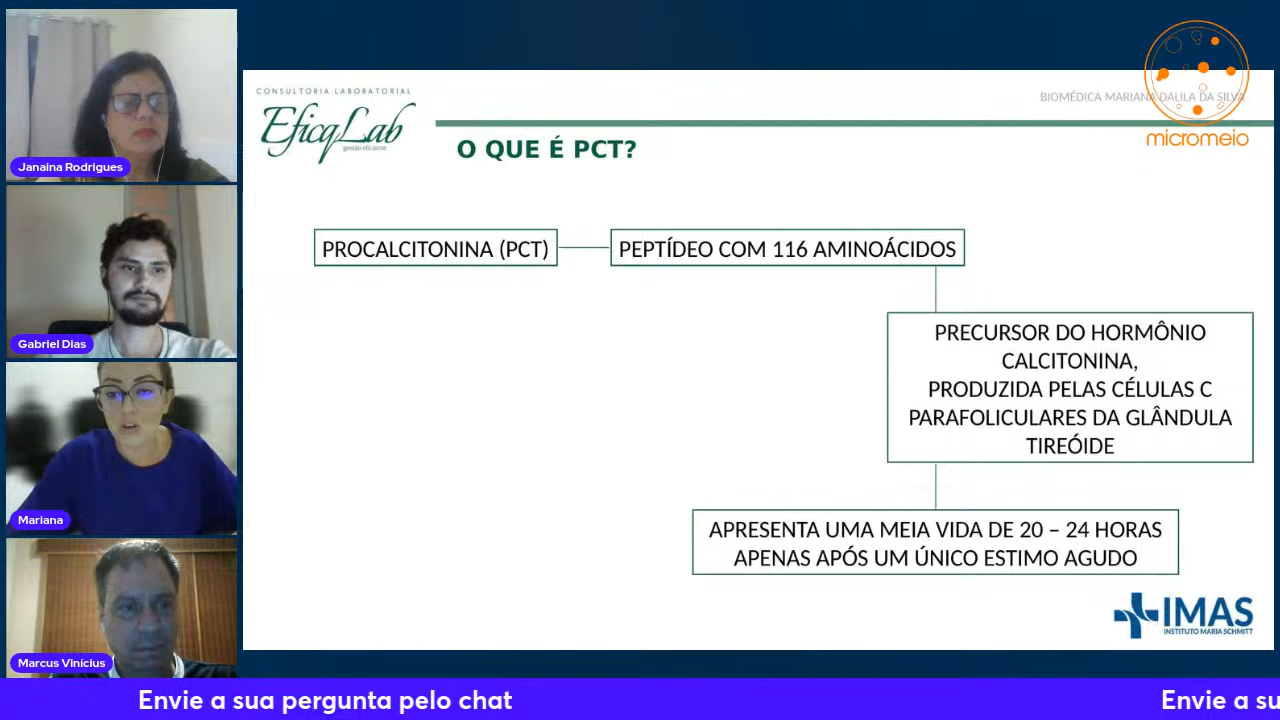 Janaina Rodrigues
Gabriel Dias
Mariana
Marcus Vinícius
CONSULTORIA LABORATORIAL
EficqLab
gestão eficiente
BIOMÉDICA MARIANA DALILA DA SILVA
micromeio
O QUE É PCT?
PROCALCITONINA (PCT)
PEPTÍDEO COM 116 AMINOÁCIDOS
PRECURSOR DO HORMÔNIO
CALCITONINA,
PRODUZIDA PELAS CÉLULAS C
PARAFOLICULARES DA GLÂNDULA
TIREÓIDE
APRESENTA UMA MEIA VIDA DE 20 – 24 HORAS
APENAS APÓS UM ÚNICO ESTIMO AGUDO
IMAS
INSTITUTO MARIA SCHMITT
Envie a sua pergunta pelo chat
Envie a su